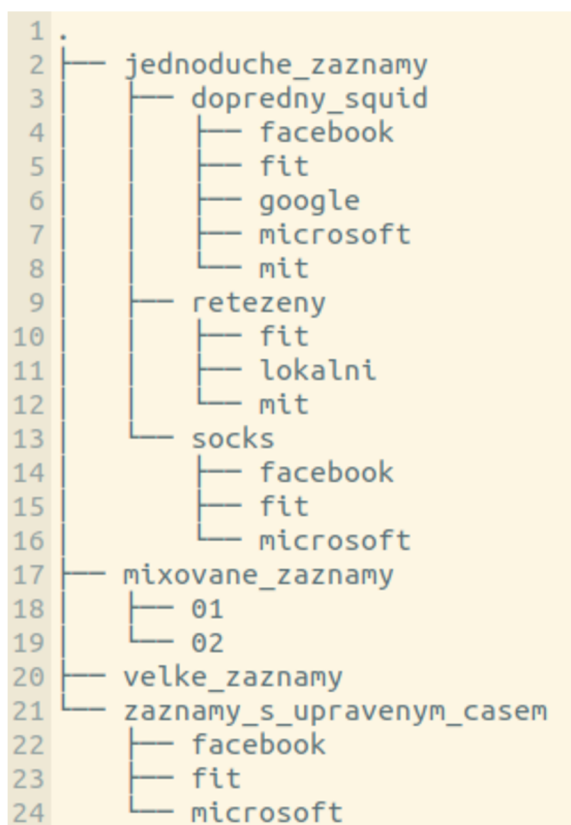 1 .
2 ├── jednoduche_zaznamy
3 │   ├── dopredny_squid
4 │   │   ├── facebook
5 │   │   ├── fit
6 │   │   ├── google
7 │   │   ├── microsoft
8 │   │   └── mit
9 │   ├── retezeny
10 │   │   ├── fit
11 │   │   ├── lokalni
12 │   │   └── mit
13 │   └── socks
14 │       ├── facebook
15 │       ├── fit
16 │       └── microsoft
17 ├── mixovane_zaznamy
18 │   ├── 01
19 │   └── 02
20 ├── velke_zaznamy
21 └── zaznamy_s_upravenym_casem
22     ├── facebook
23     ├── fit
24     └── microsoft